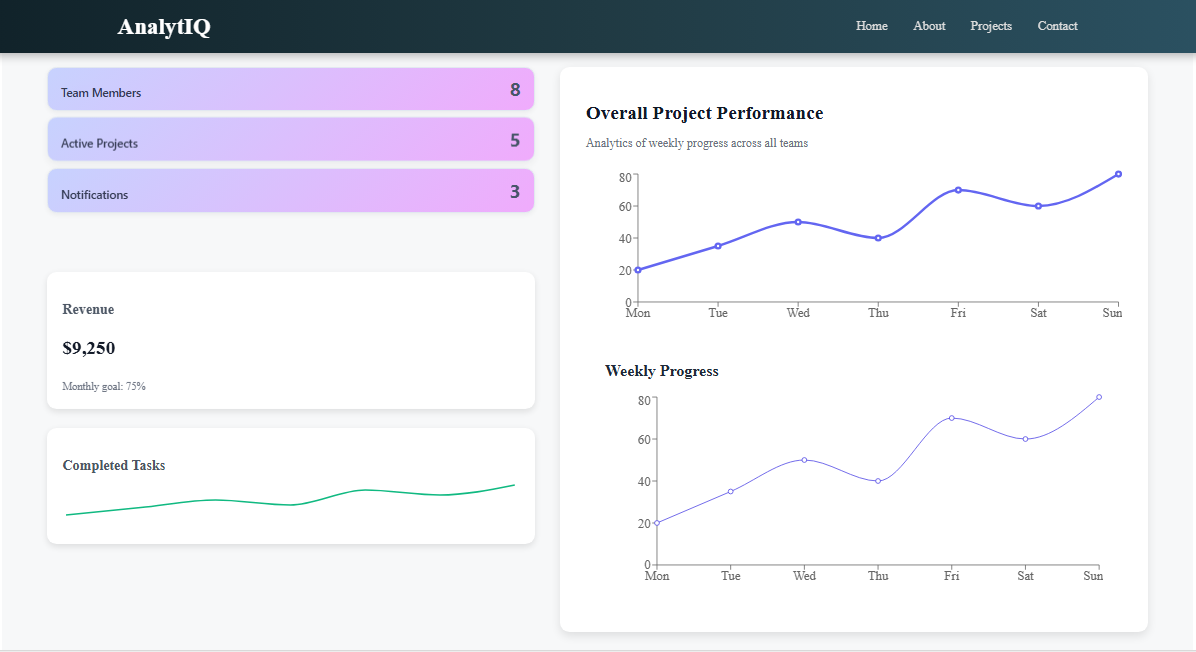 AnalytIQ
Home About Projects Contact
Team Members 8
Active Projects 5
Notifications 3
Revenue
$9,250
Monthly goal: 75%
Completed Tasks
Overall Project Performance
Analytics of weekly progress across all teams
80
60
40
20
0
Mon Tue Wed Thu Fri Sat Sun
Weekly Progress
80
60
40
20
0
Mon Tue Wed Thu Fri Sat Sun